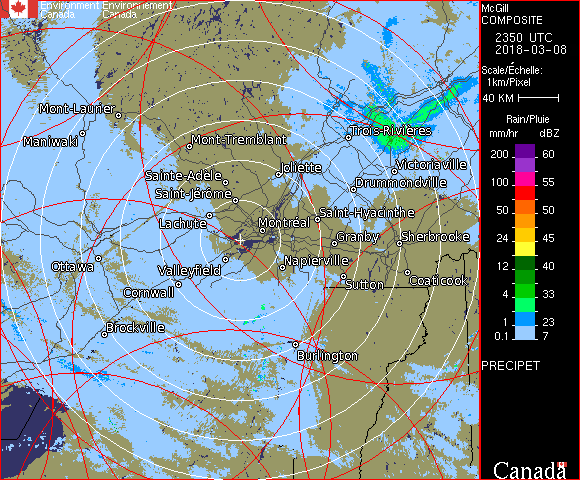 Environment Environnement
Canada Canada
McGill
COMPOSITE
2350 UTC
2018-03-08
Scale/Échelle:
1km/Pixel
40 KM
Rain/Pluie
mm/hr dBZ
200 60
100 55
50 50
24 45
12 40
8 35
4 33
1 23
0.1 7
PRECIPET
Canada
Mont-Laurier
Maniwaki
Mont-Tremblant
Trois-Rivières
Joliette
Victoriaville
Sainte-Adèle
Drummondville
Saint-Jérôme
Saint-Hyacinthe
Lachute
Montréal
Granby
Sherbrooke
Ottawa
Valleyfield
Napierville
Sutton
Coaticook
Cornwall
Brockville
Burlington